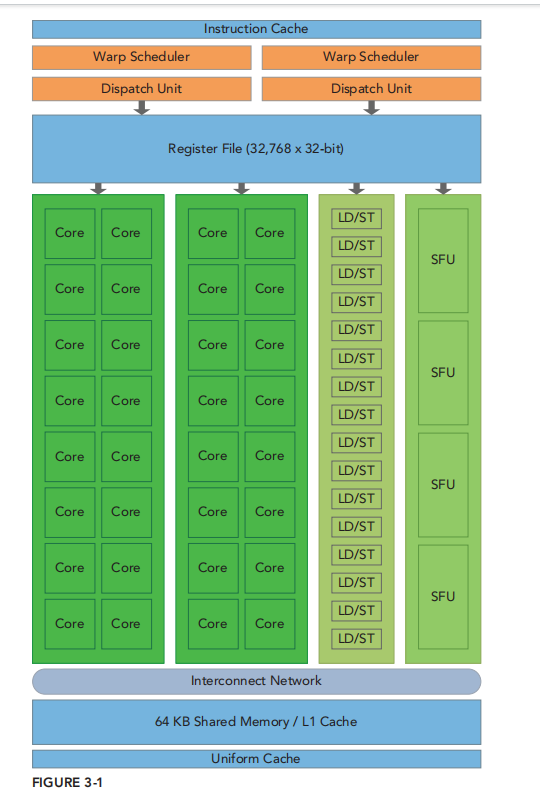 Instruction Cache
Warp Scheduler Warp Scheduler
Dispatch Unit Dispatch Unit
Register File (32,768 x 32-bit)
LD/ST
Core Core Core Core
LD/ST
SFU
LD/ST
Core Core Core Core
LD/ST
LD/ST
Core Core Core Core
LD/ST
SFU
LD/ST
Core Core Core Core
LD/ST
LD/ST
Core Core Core Core
LD/ST
SFU
LD/ST
Core Core Core Core
LD/ST
LD/ST
Core Core Core Core
LD/ST
SFU
LD/ST
Core Core Core Core
LD/ST
Interconnect Network
64 KB Shared Memory / L1 Cache
Uniform Cache
FIGURE 3-1